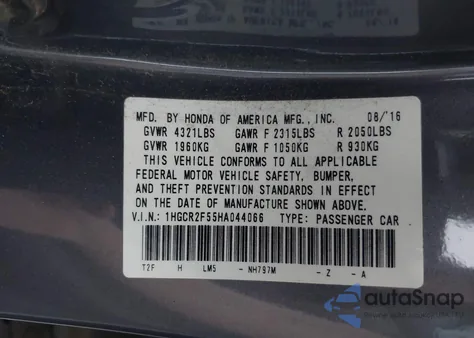 MFD. BY HONDA OF AMERICA MFG., INC. 08/'16
GVWR 4321LBS GAWR F 2315LBS R 2050LBS
GVWR 1960KG GAWR F 1050KG R 930KG
THIS VEHICLE CONFORMS TO ALL APPLICABLE
FEDERAL MOTOR VEHICLE SAFETY, BUMPER,
AND THEFT PREVENTION STANDARDS IN EFFECT
ON THE DATE OF MANUFACTURE SHOWN ABOVE.
V.I.N: 1HGCR2F55HA044066 TYPE: PASSENGER CAR
T2F H LM5 - NH797M - Z - A
autoSnap